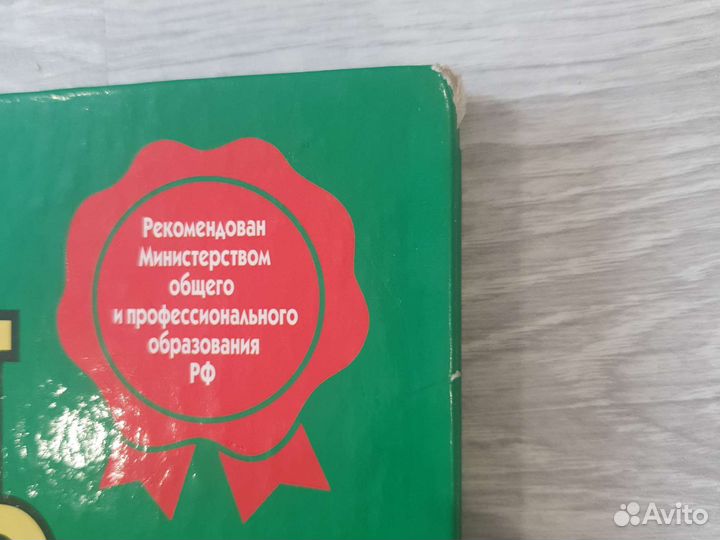 Рекомендован
Министерством
общего
и профессионального
образования
РФ
Avito